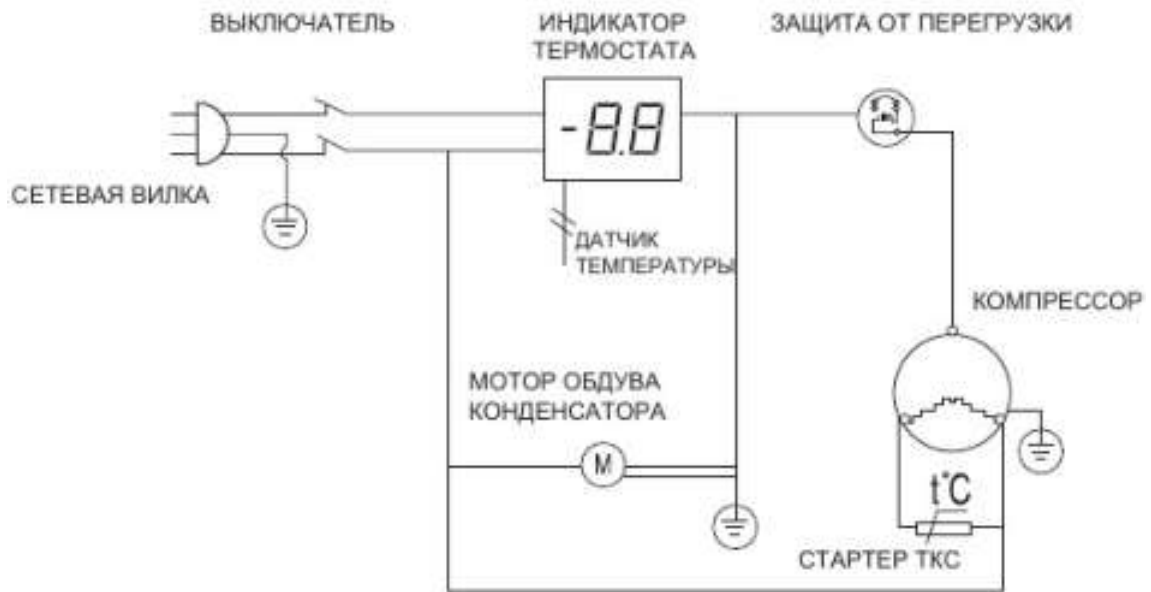 ВЫКЛЮЧАТЕЛЬ
ИНДИКАТОР
ТЕРМОСТАТА
ЗАЩИТА ОТ ПЕРЕГРУЗКИ
-8.8
СЕТЕВАЯ ВИЛКА
ДАТЧИК
ТЕМПЕРАТУРЫ
КОМПРЕССОР
МОТОР ОБДУВА
КОНДЕНСАТОРА
M
t°C
СТАРТЕР ТКС